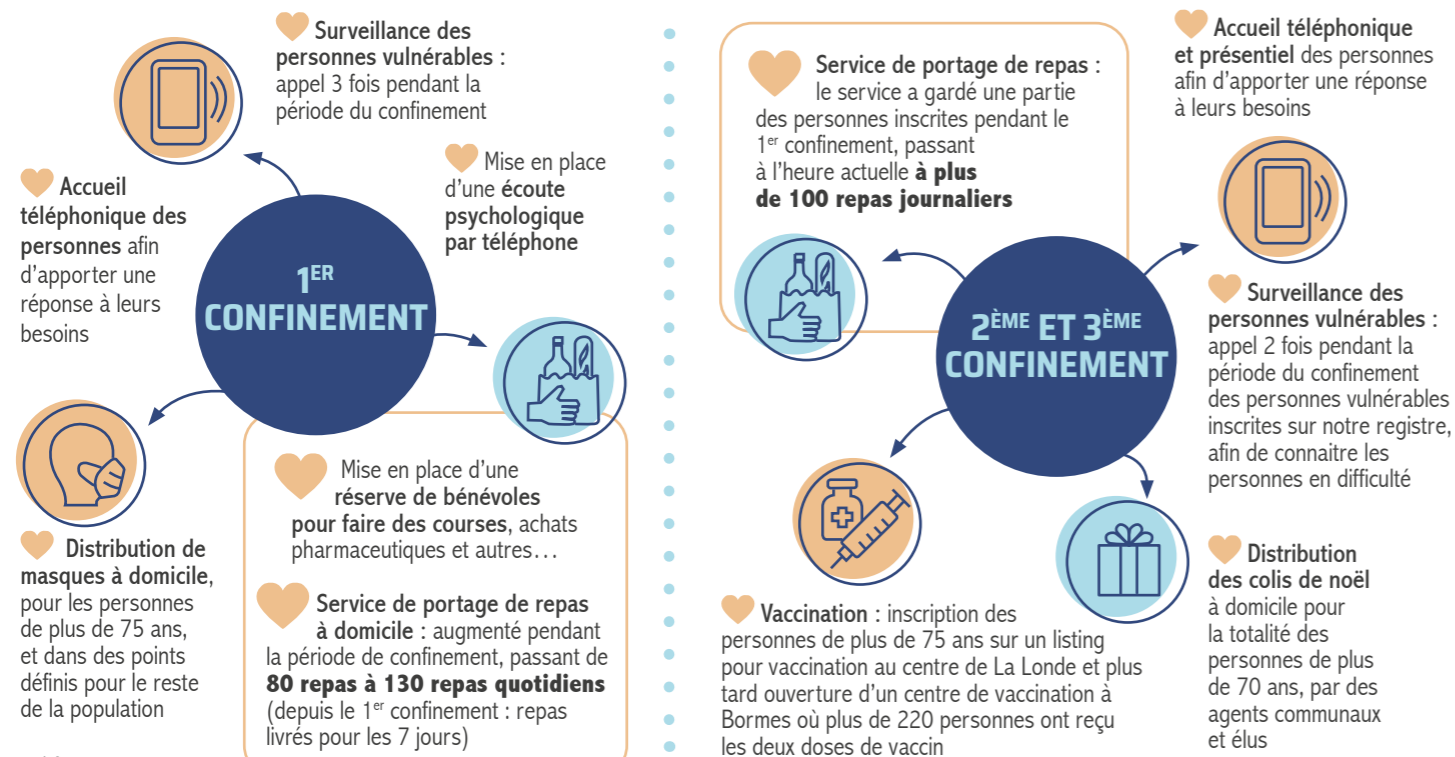 Surveillance des
personnes vulnérables :
appel 3 fois pendant la
période du confinement
Mise en place
d'une écoute
psychologique
par téléphone
Accueil
téléphonique des
personnes afin
d'apporter une
réponse à leurs
besoins
1ER
CONFINEMENT
Distribution de
masques à domicile,
pour les personnes
de plus de 75 ans,
et dans des points
définis pour le reste
de la population
Mise en place d'une
réserve de bénévoles
pour faire des courses, achats
pharmaceutiques et autres…
Service de portage de repas
à domicile : augmenté pendant
la période de confinement, passant de
80 repas à 130 repas quotidiens
(depuis le 1er confinement : repas
livrés pour les 7 jours)
Service de portage de repas :
le service a gardé une partie
des personnes inscrites pendant le
1er confinement, passant
à l'heure actuelle à plus
de 100 repas journaliers
Accueil téléphonique
et présentiel des personnes
afin d'apporter une réponse
à leurs besoins
2ÈME ET 3ÈME
CONFINEMENT
Surveillance des
personnes vulnérables :
appel 2 fois pendant la
période du confinement
des personnes vulnérables
inscrites sur notre registre,
afin de connaitre les
personnes en difficulté
Vaccination : inscription des
personnes de plus de 75 ans sur un listing
pour vaccination au centre de La Londe et plus
tard ouverture d'un centre de vaccination à
Bormes où plus de 220 personnes ont reçu
les deux doses de vaccin
Distribution
des colis de noël
à domicile pour
la totalité des
personnes de plus
de 70 ans, par des
agents communaux
et élus